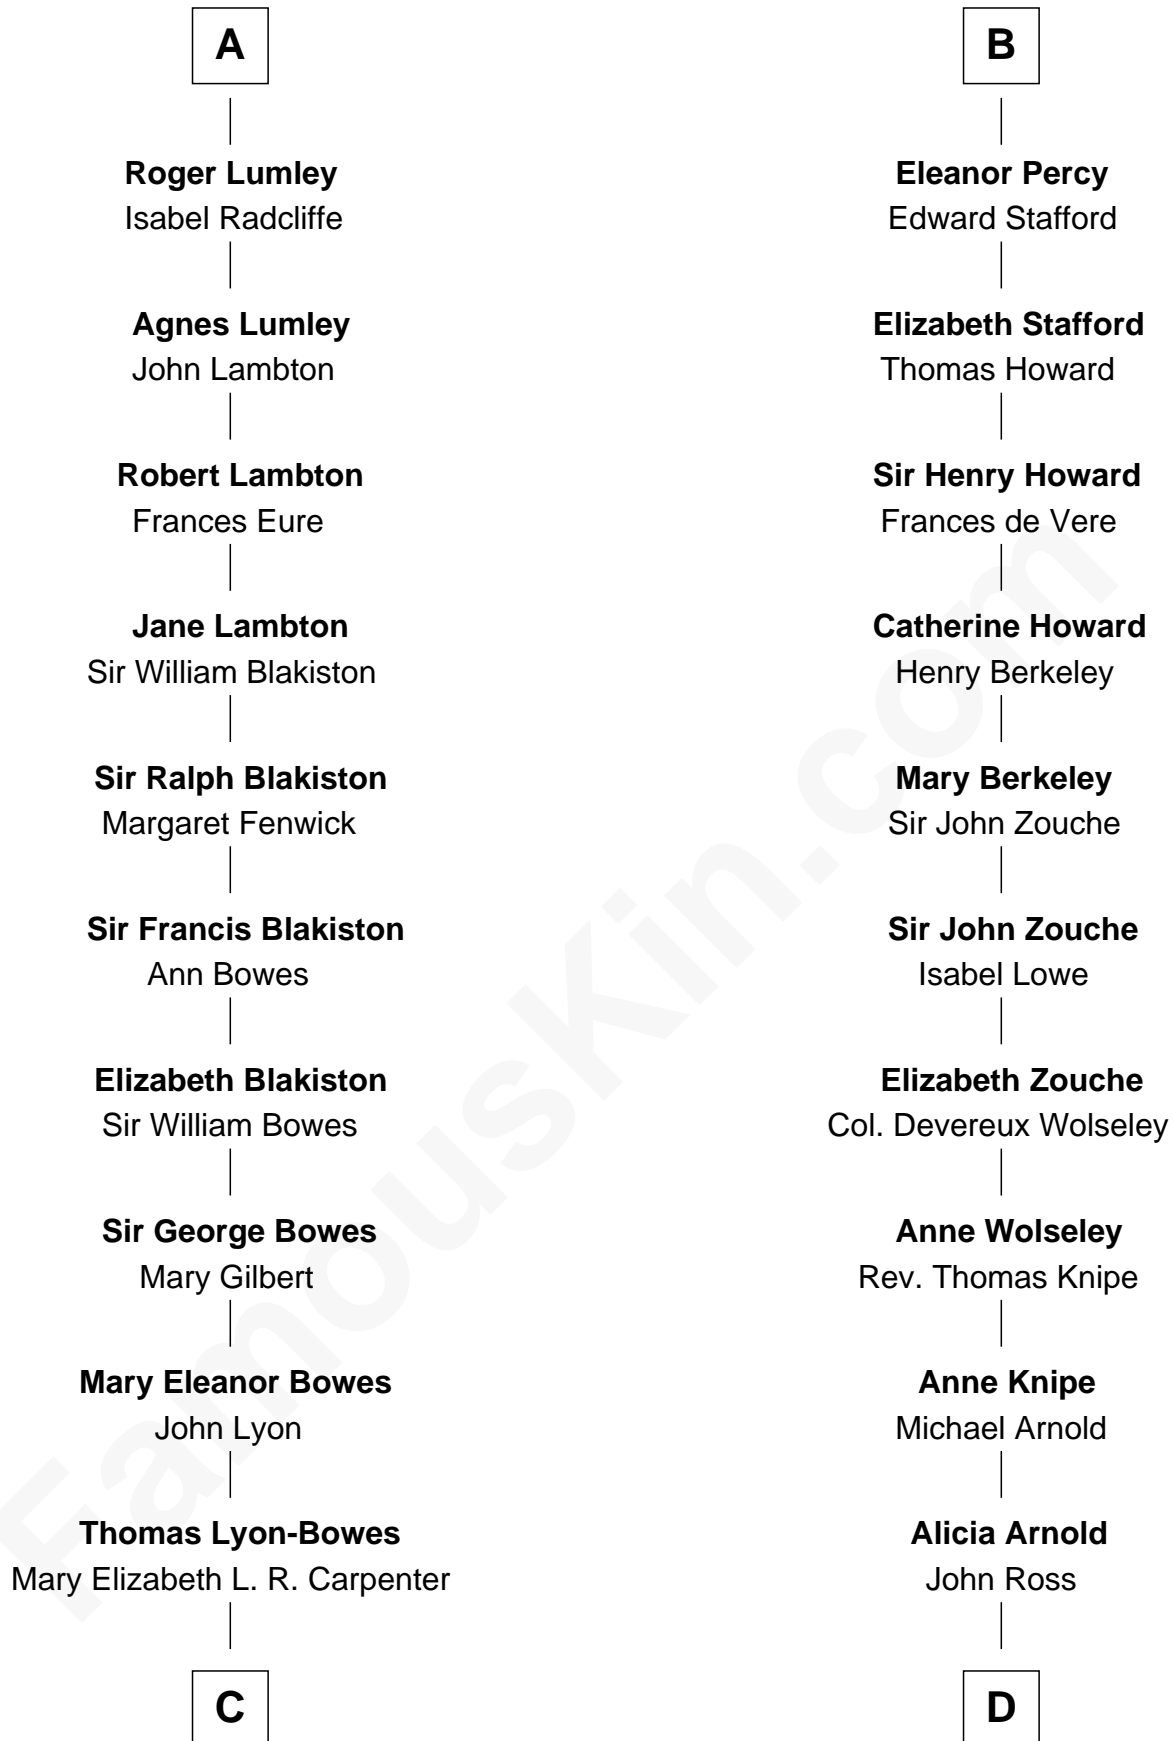 A
Roger Lumley
Isabel Radcliffe
Agnes Lumley
John Lambton
Robert Lambton
Frances Eure
Jane Lambton
Sir William Blakiston
Sir Ralph Blakiston
Margaret Fenwick
Sir Francis Blakiston
Ann Bowes
Elizabeth Blakiston
Sir William Bowes
Sir George Bowes
Mary Gilbert
Mary Eleanor Bowes
John Lyon
Thomas Lyon-Bowes
Mary Elizabeth L. R. Carpenter
C
B
Eleanor Percy
Edward Stafford
Elizabeth Stafford
Thomas Howard
Sir Henry Howard
Frances de Vere
Catherine Howard
Henry Berkeley
Mary Berkeley
Sir John Zouche
Sir John Zouche
Isabel Lowe
Elizabeth Zouche
Col. Devereux Wolseley
Anne Wolseley
Rev. Thomas Knipe
Anne Knipe
Michael Arnold
Alicia Arnold
John Ross
D
FamousKin.com